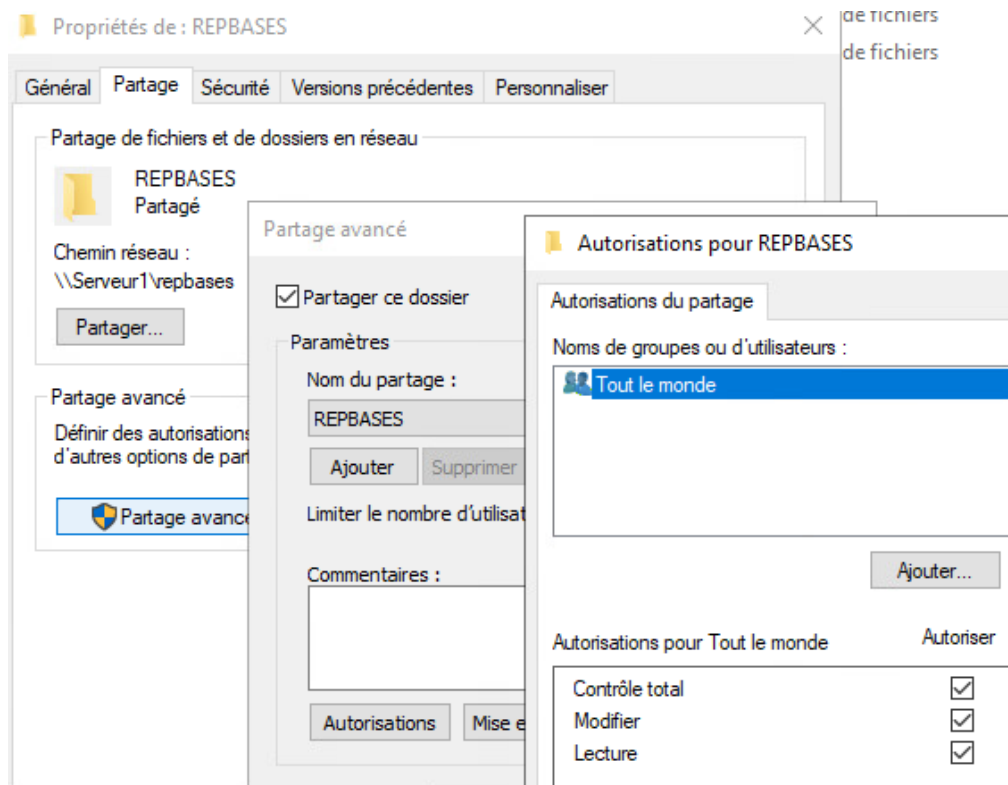 Propriétés de : REPBASES
de fichiers
de fichiers
Général Partage Sécurité Versions précédentes Personnaliser
Partage de fichiers et de dossiers en réseau
REPBASES
Partagé
Chemin réseau :
\\Serveur1\repbases
Partager...
Partage avancé
Définir des autorisations
d'autres options de part
Partage avancé
Partage avancé
Partager ce dossier
Paramètres
Nom du partage :
REPBASES
Ajouter Supprimer
Limiter le nombre d'utilisat
Commentaires :
Autorisations Mise e
Autorisations pour REPBASES
Autorisations du partage
Noms de groupes ou d'utilisateurs :
Tout le monde
Ajouter...
Autorisations pour Tout le monde Autoriser
Contrôle total
Modifier
Lecture